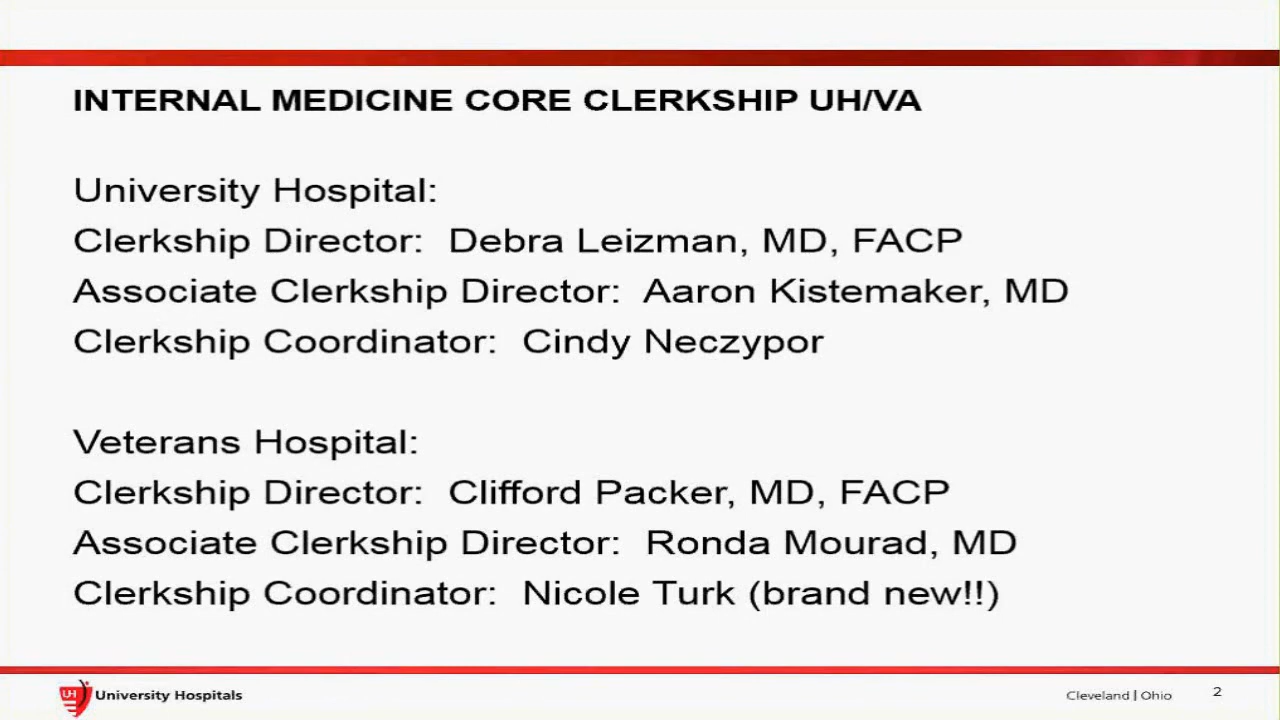 INTERNAL MEDICINE CORE CLERKSHIP UH/VA
University Hospital:
Clerkship Director:  Debra Leizman, MD, FACP
Associate Clerkship Director:  Aaron Kistemaker, MD
Clerkship Coordinator:  Cindy Neczypor
Veterans Hospital:
Clerkship Director:  Clifford Packer, MD, FACP
Associate Clerkship Director:  Ronda Mourad, MD
Clerkship Coordinator:  Nicole Turk (brand new!!)
UH University Hospitals
Cleveland | Ohio 2